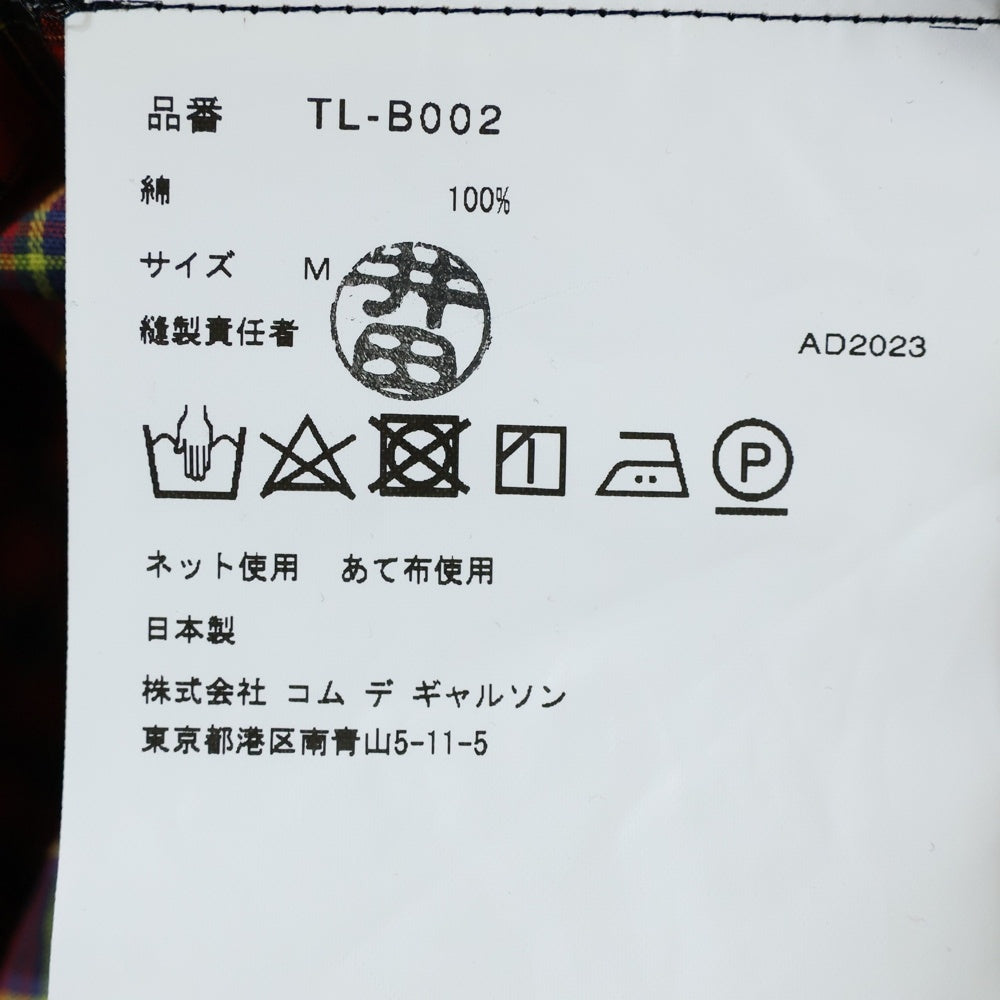 品番 TL-B002
綿 100%
サイズ M
井田
縫製責任者
AD2023
P
ネット使用 あて布使用
日本製
株式会社 コム デ ギャルソン
東京都港区南青山5-11-5